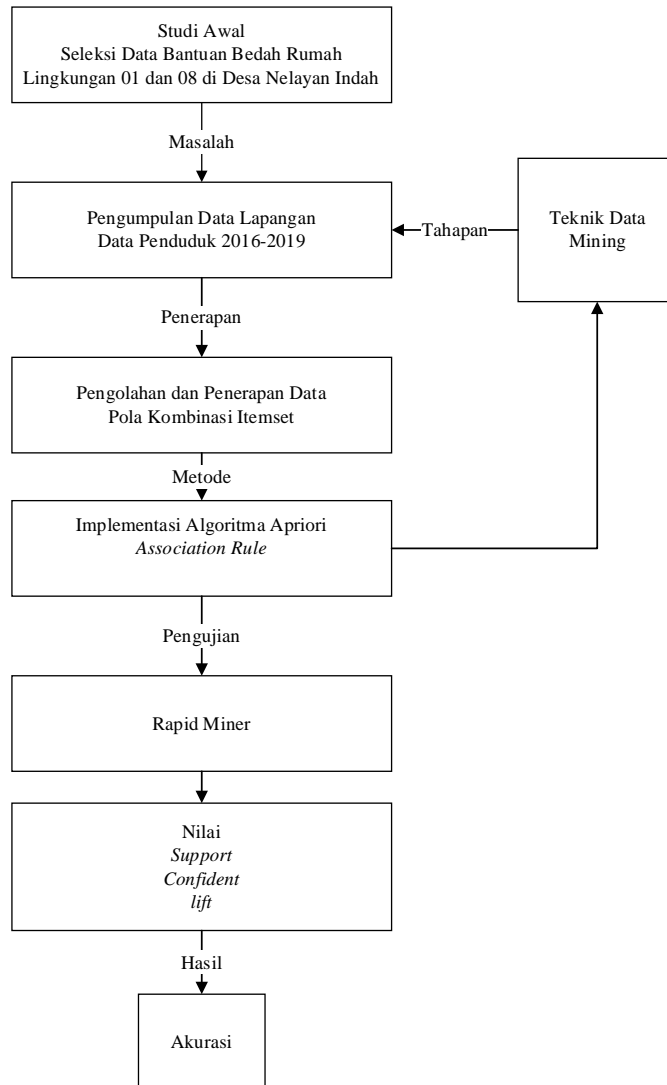 Studi Awal
Seleksi Data Bantuan Bedah Rumah
Lingkungan 01 dan 08 di Desa Nelayan Indah
Masalah
Pengumpulan Data Lapangan
Data Penduduk 2016-2019
Tahapan
Teknik Data
Mining
Penerapan
Pengolahan dan Penerapan Data
Pola Kombinasi Itemset
Metode
Implementasi Algoritma Apriori
Association Rule
Pengujian
Rapid Miner
Nilai
Support
Confident
lift
Hasil
Akurasi